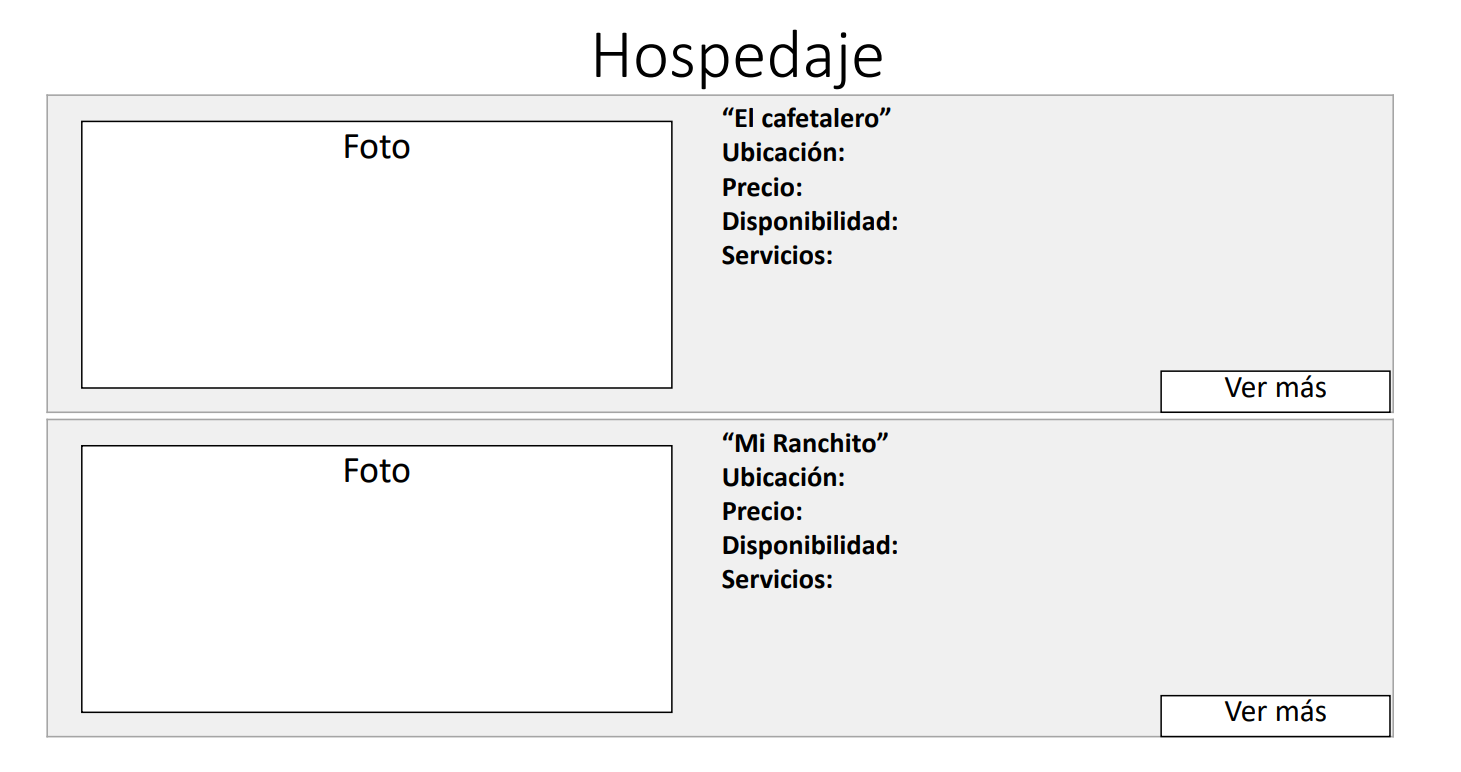 Hospedaje
Foto
“El cafetalero”
Ubicación:
Precio:
Disponibilidad:
Servicios:
Ver más
Foto
“Mi Ranchito”
Ubicación:
Precio:
Disponibilidad:
Servicios:
Ver más